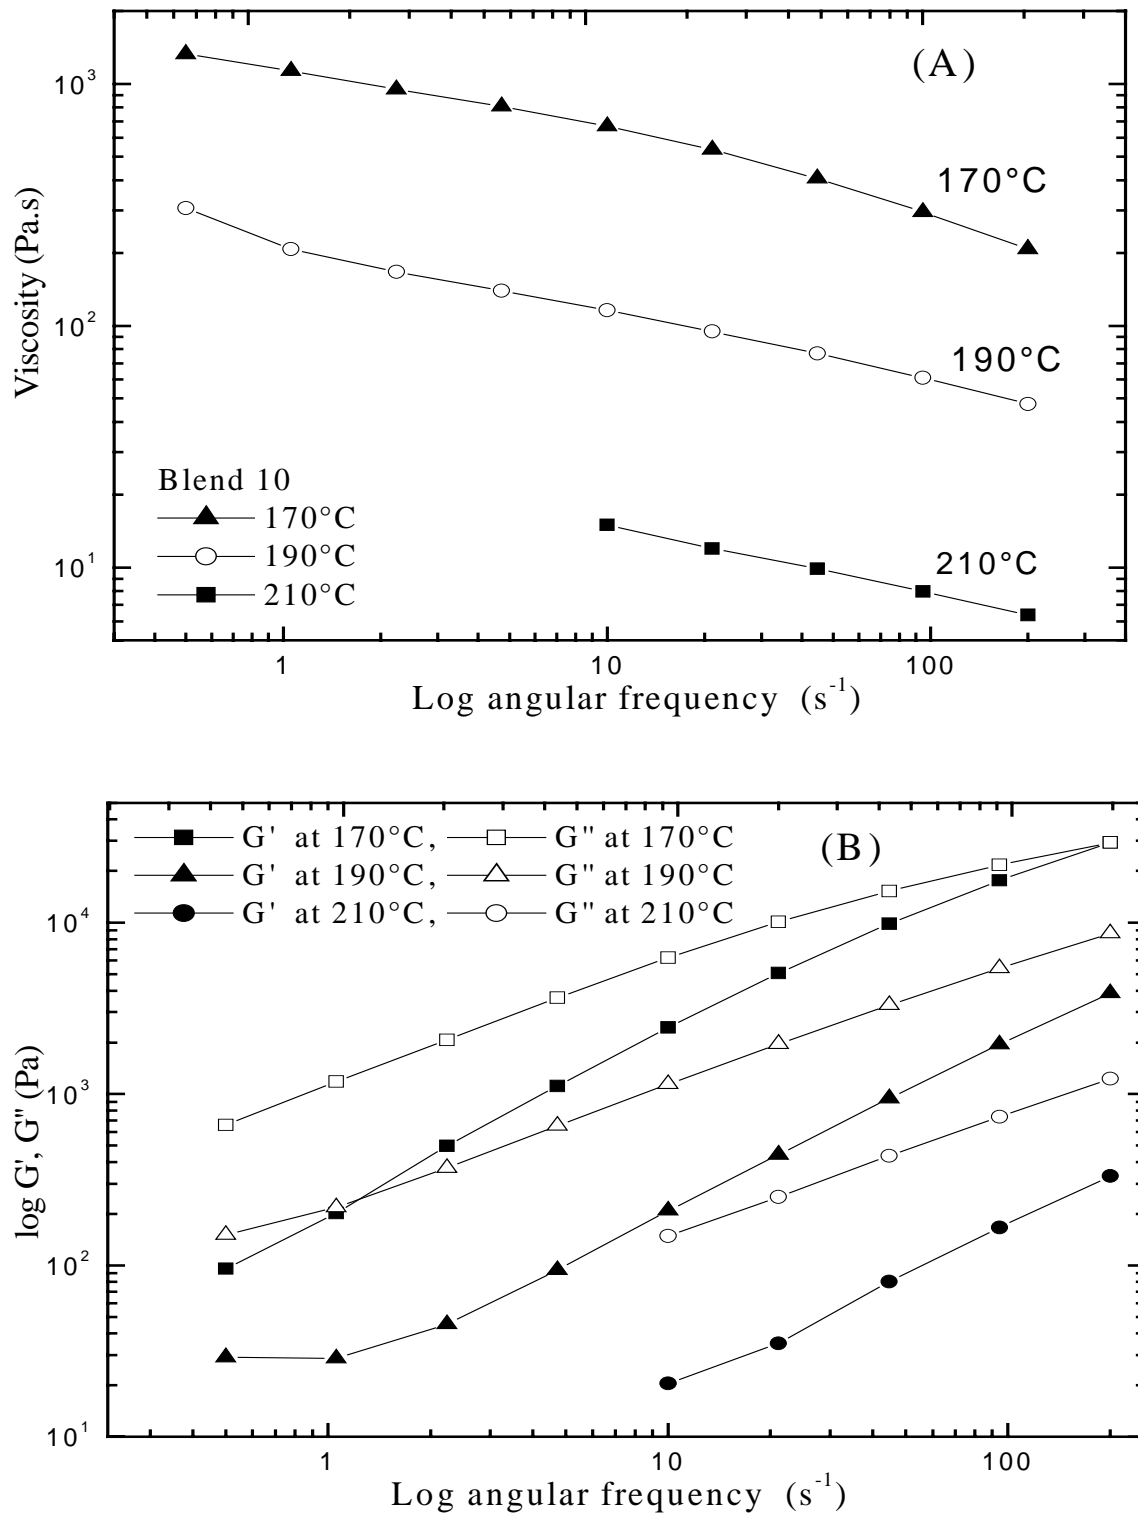 (A)
10³
170°C
Viscosity (Pa.s)
10²
190°C
Blend 10
170°C
190°C
210°C
210°C
10¹
1 10 100
Log angular frequency (s⁻¹)
G' at 170°C, G" at 170°C
(B)
G' at 190°C, G" at 190°C
G' at 210°C, G" at 210°C
10⁴
log G', G" (Pa)
10³
10²
10¹
1 10 100
Log angular frequency (s⁻¹)